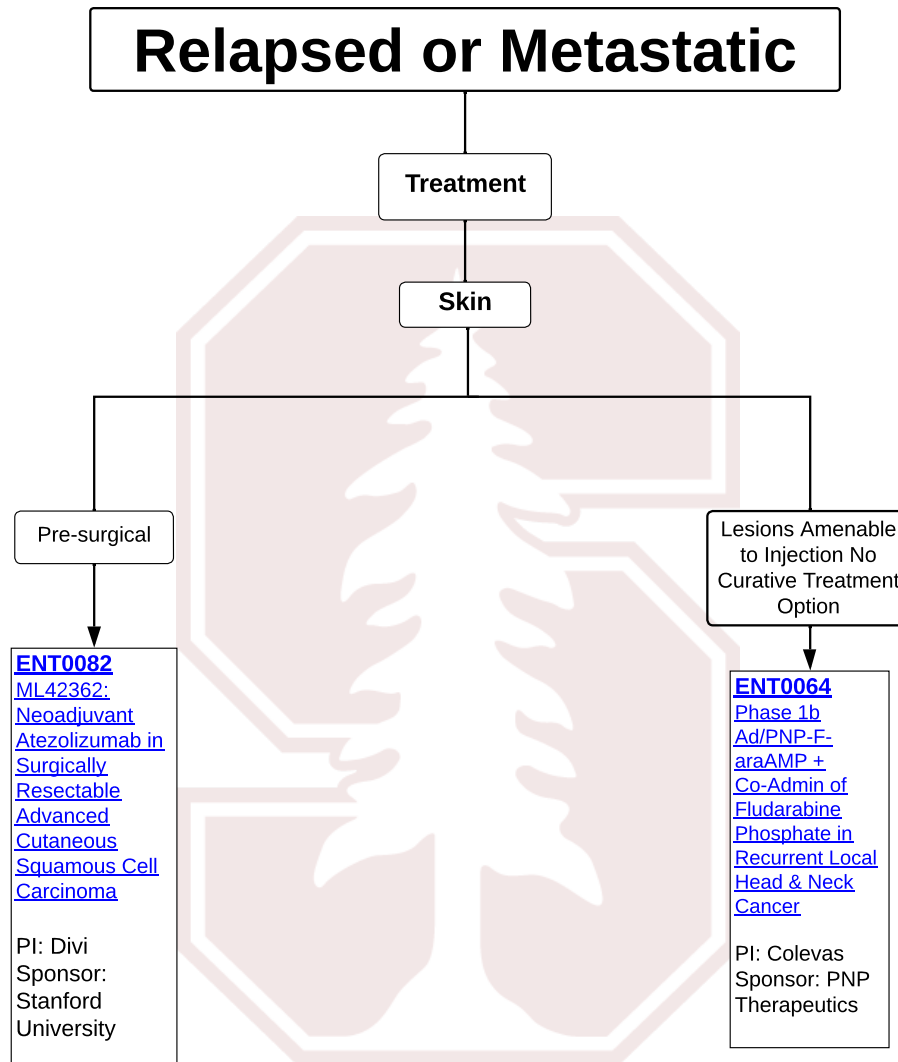 Relapsed or Metastatic
Treatment
Skin
Pre-surgical
Lesions Amenable
to Injection No
Curative Treatment
Option
ENT0082
ML42362:
Neoadjuvant
Atezolizumab in
Surgically
Resectable
Advanced
Cutaneous
Squamous Cell
Carcinoma
PI: Divi
Sponsor:
Stanford
University
ENT0064
Phase 1b
Ad/PNP-F-
araAMP +
Co-Admin of
Fludarabine
Phosphate in
Recurrent Local
Head & Neck
Cancer
PI: Colevas
Sponsor: PNP
Therapeutics